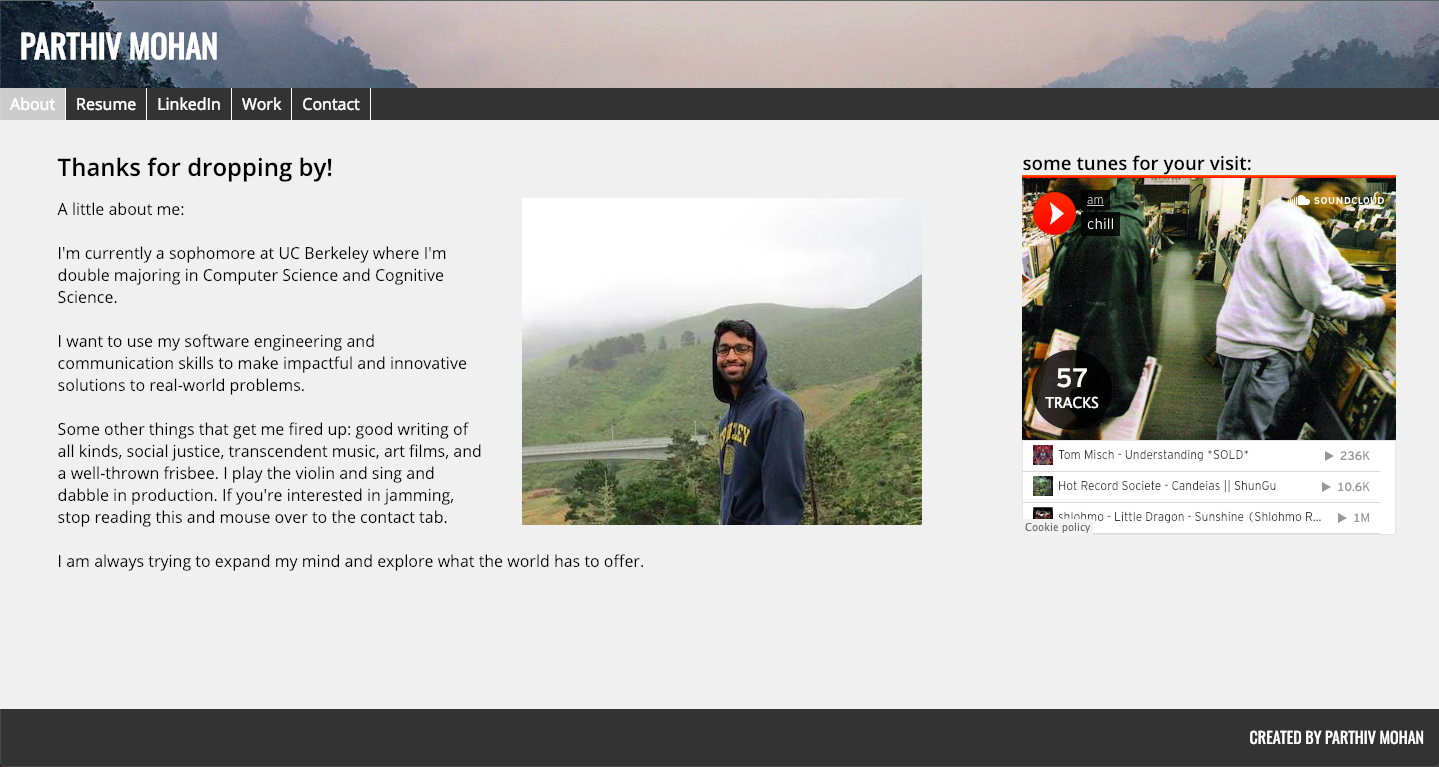 PARTHIV MOHAN
About
Resume
LinkedIn
Work
Contact
Thanks for dropping by!
A little about me:
I'm currently a sophomore at UC Berkeley where I'm
double majoring in Computer Science and Cognitive
Science.
I want to use my software engineering and
communication skills to make impactful and innovative
solutions to real-world problems.
Some other things that get me fired up: good writing of
all kinds, social justice, transcendent music, art films, and
a well-thrown frisbee. I play the violin and sing and
dabble in production. If you're interested in jamming,
stop reading this and mouse over to the contact tab.
I am always trying to expand my mind and explore what the world has to offer.
some tunes for your visit:
am
chill
SOUNDCLOUD
57
TRACKS
Tom Misch - Understanding *SOLD*
236K
Hot Record Societe - Candeias || ShunGu
10.6K
shlohmo - Little Dragon - Sunshine (Shlohmo R...
1M
Cookie policy
CREATED BY PARTHIV MOHAN